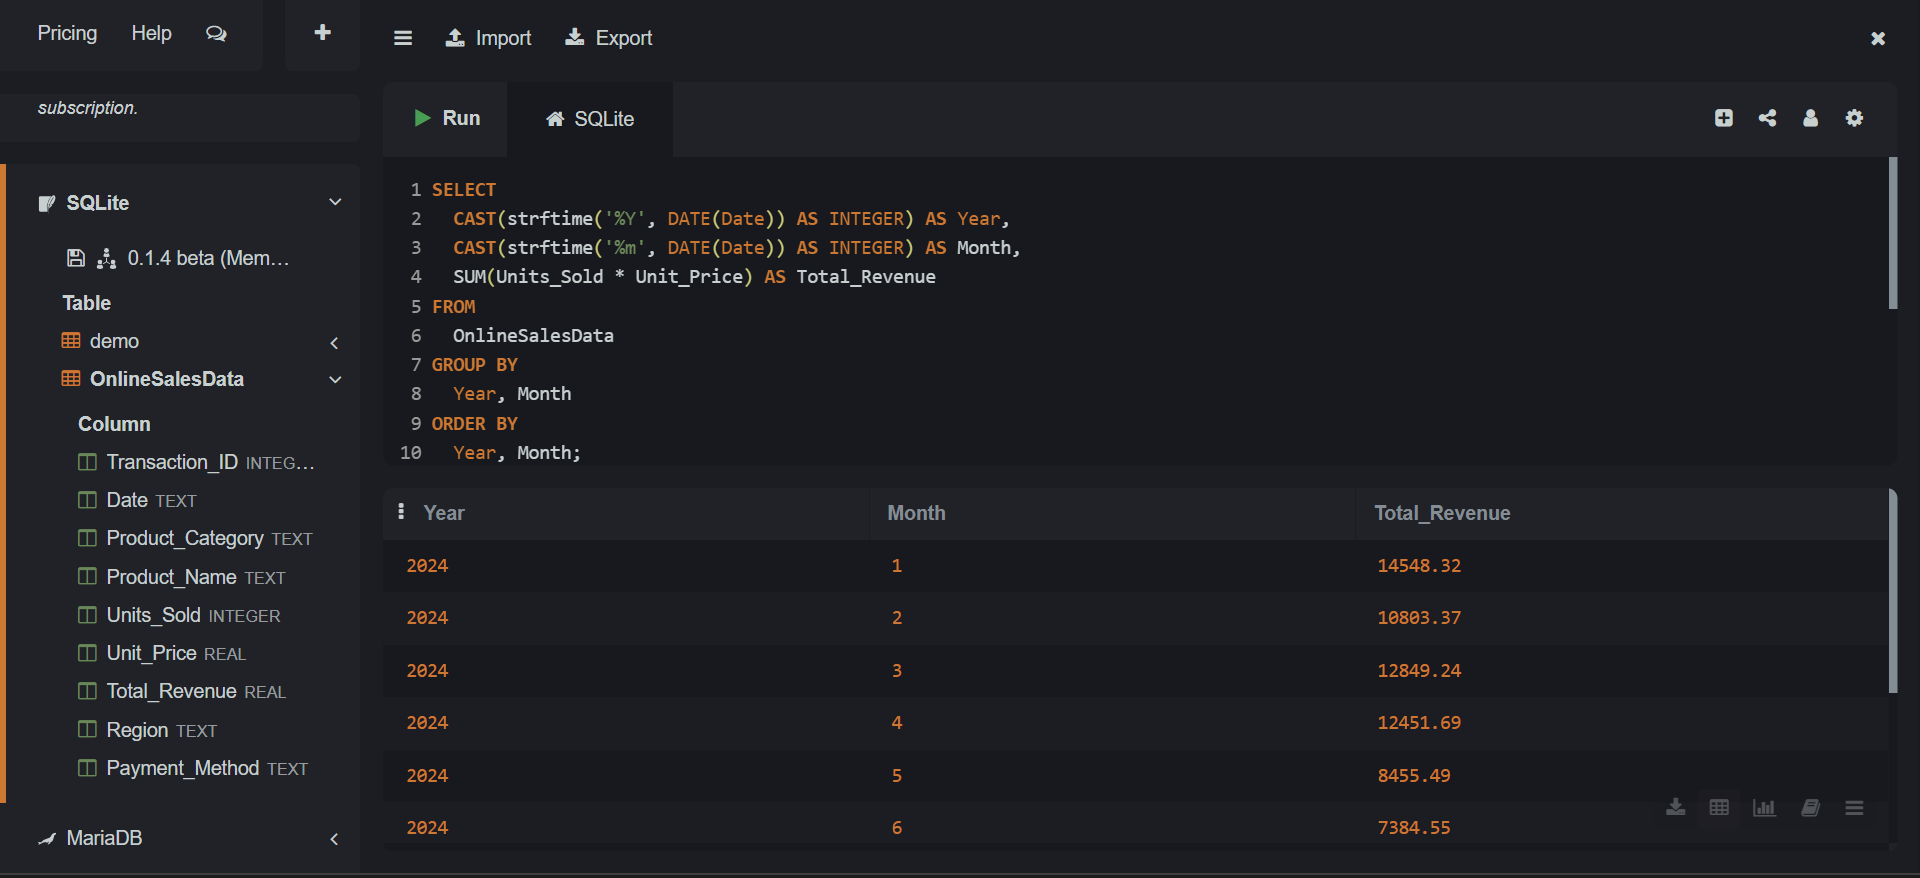 Pricing Help
subscription.
SQLite
0.1.4 beta (Mem...
Table
demo
OnlineSalesData
Column
Transaction_ID INTEG...
Date TEXT
Product_Category TEXT
Product_Name TEXT
Units_Sold INTEGER
Unit_Price REAL
Total_Revenue REAL
Region TEXT
Payment_Method TEXT
MariaDB
Import Export
Run SQLite
1 SELECT
2 CAST(strftime('%Y', DATE(Date)) AS INTEGER) AS Year,
3 CAST(strftime('%m', DATE(Date)) AS INTEGER) AS Month,
4 SUM(Units_Sold * Unit_Price) AS Total_Revenue
5 FROM
6 OnlineSalesData
7 GROUP BY
8 Year, Month
9 ORDER BY
10 Year, Month;
Year Month Total_Revenue
2024 1 14548.32
2024 2 10803.37
2024 3 12849.24
2024 4 12451.69
2024 5 8455.49
2024 6 7384.55